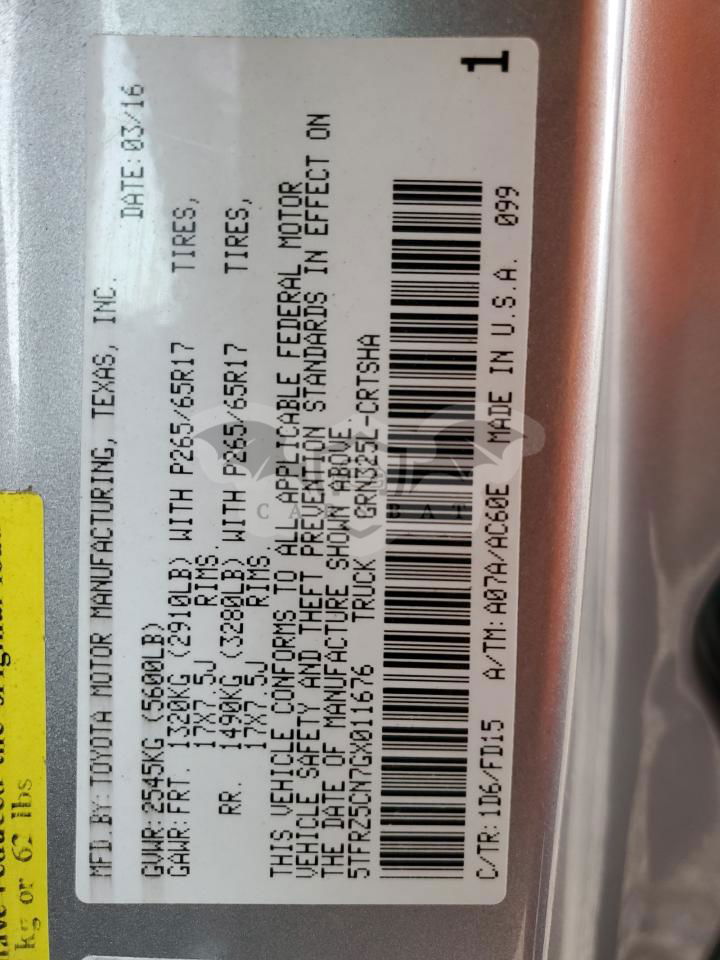 MFD.BY:TOYOTA MOTOR MANUFACTURING, TEXAS, INC. DATE:03/16
GVWR:2545KG (5600LB)
GAWR:FRT. 1320KG (2910LB) WITH P265/65R17 TIRES,
17X7.5J RIMS.
RR. 1490KG (3280LB) WITH P265/65R17 TIRES,
17X7.5J RIMS.
THIS VEHICLE CONFORMS TO ALL APPLICABLE FEDERAL MOTOR
VEHICLE SAFETY AND THEFT PREVENTION STANDARDS IN EFFECT ON
THE DATE OF MANUFACTURE SHOWN ABOVE.
5TFRZ5CN7GX011676 TRUCK GRN325L-CRTSHA
C/TR:1D6/FD15 A/TM:A07A/AC60E MADE IN U.S.A. 099
1
kg or 62 lbs